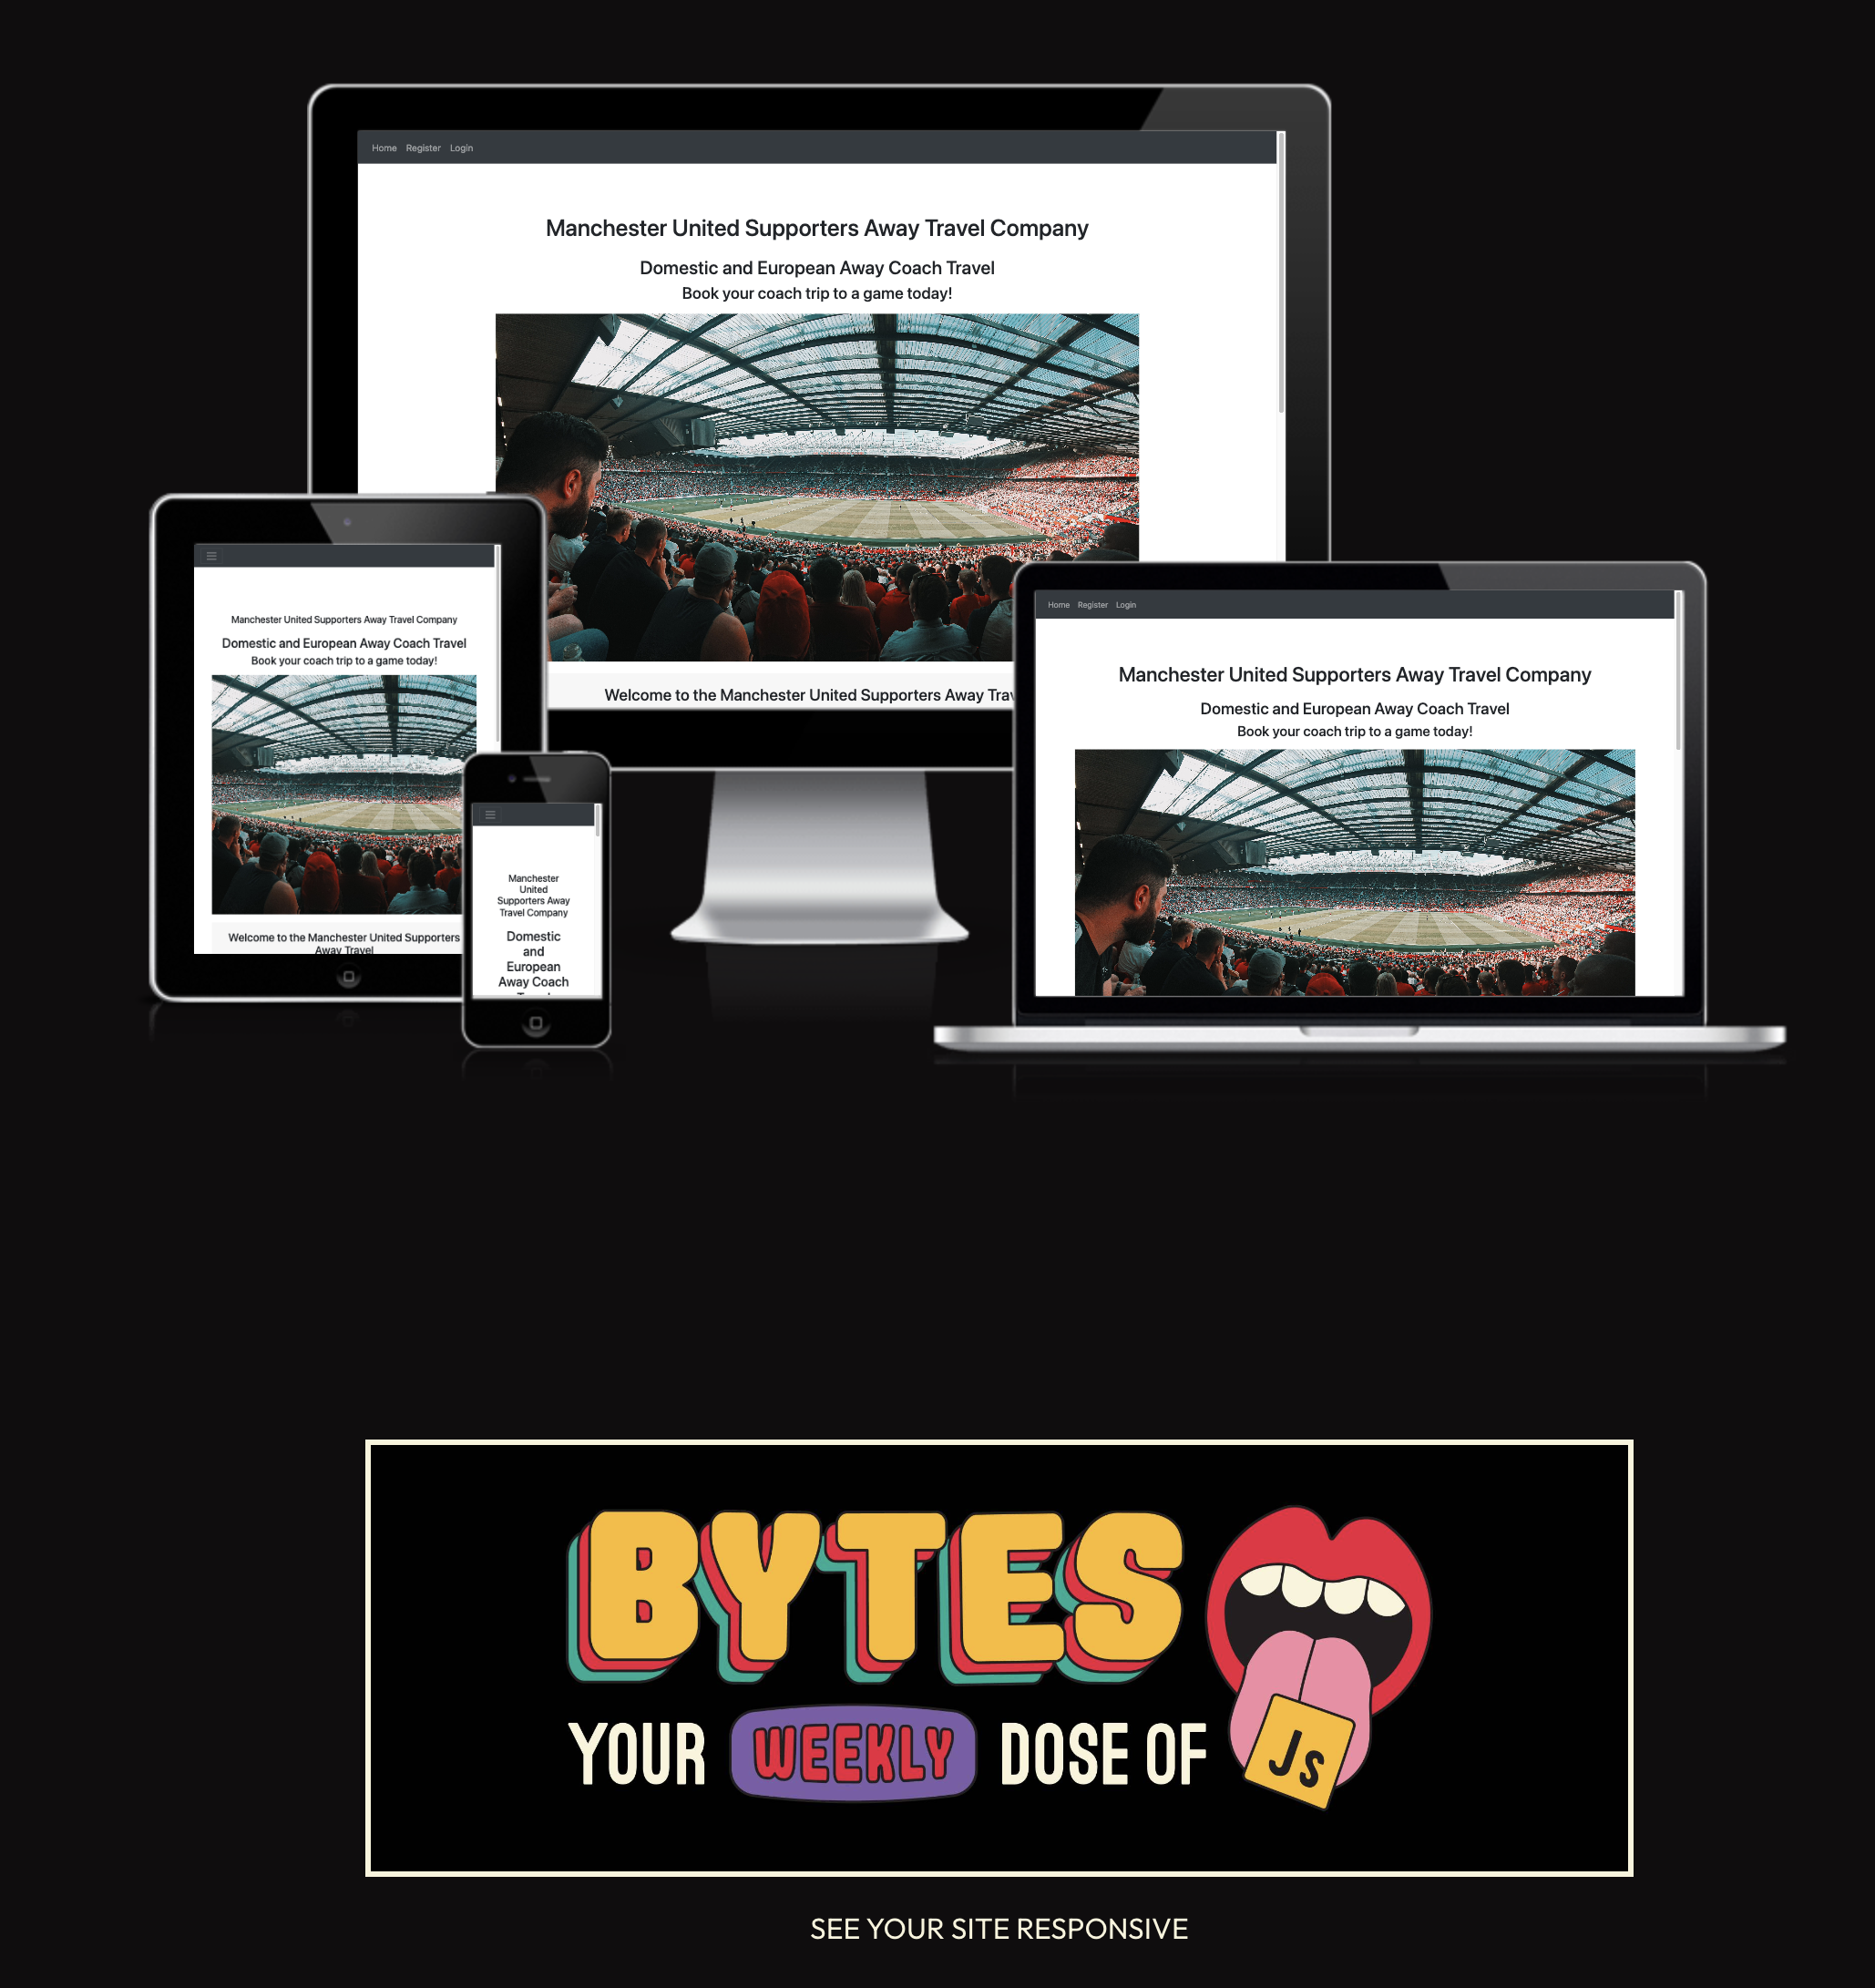 Home Register Login
Manchester United Supporters Away Travel Company
Domestic and European Away Coach Travel
Book your coach trip to a game today!
Welcome to the Manchester United Supporters Away
Manchester United Supporters Away Travel Company
Domestic and European Away Coach Travel
Book your coach trip to a game today!
Welcome to the Manchester United Supporters
Away Travel
Manchester
United
Supporters Away
Travel Company
Domestic
and
European
Away Coach
Home Register Login
Manchester United Supporters Away Travel Company
Domestic and European Away Coach Travel
Book your coach trip to a game today!
BYTES
YOUR WEEKLY DOSE OF Js
SEE YOUR SITE RESPONSIVE